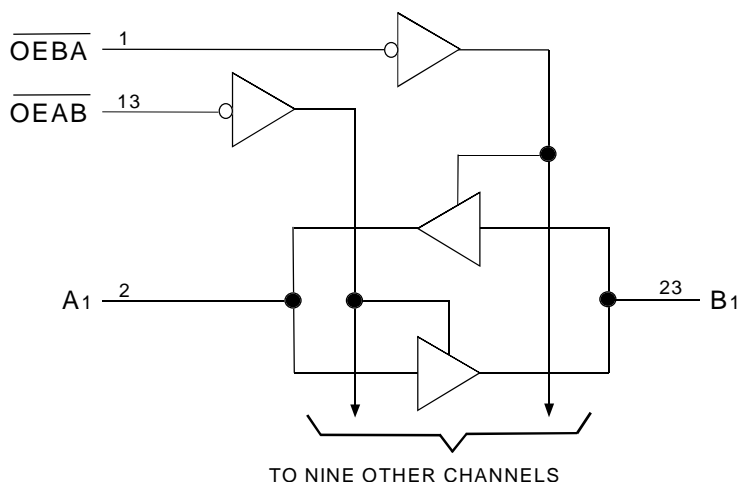 OEBA 1
OEAB 13
A1 2
23 B1
TO NINE OTHER CHANNELS